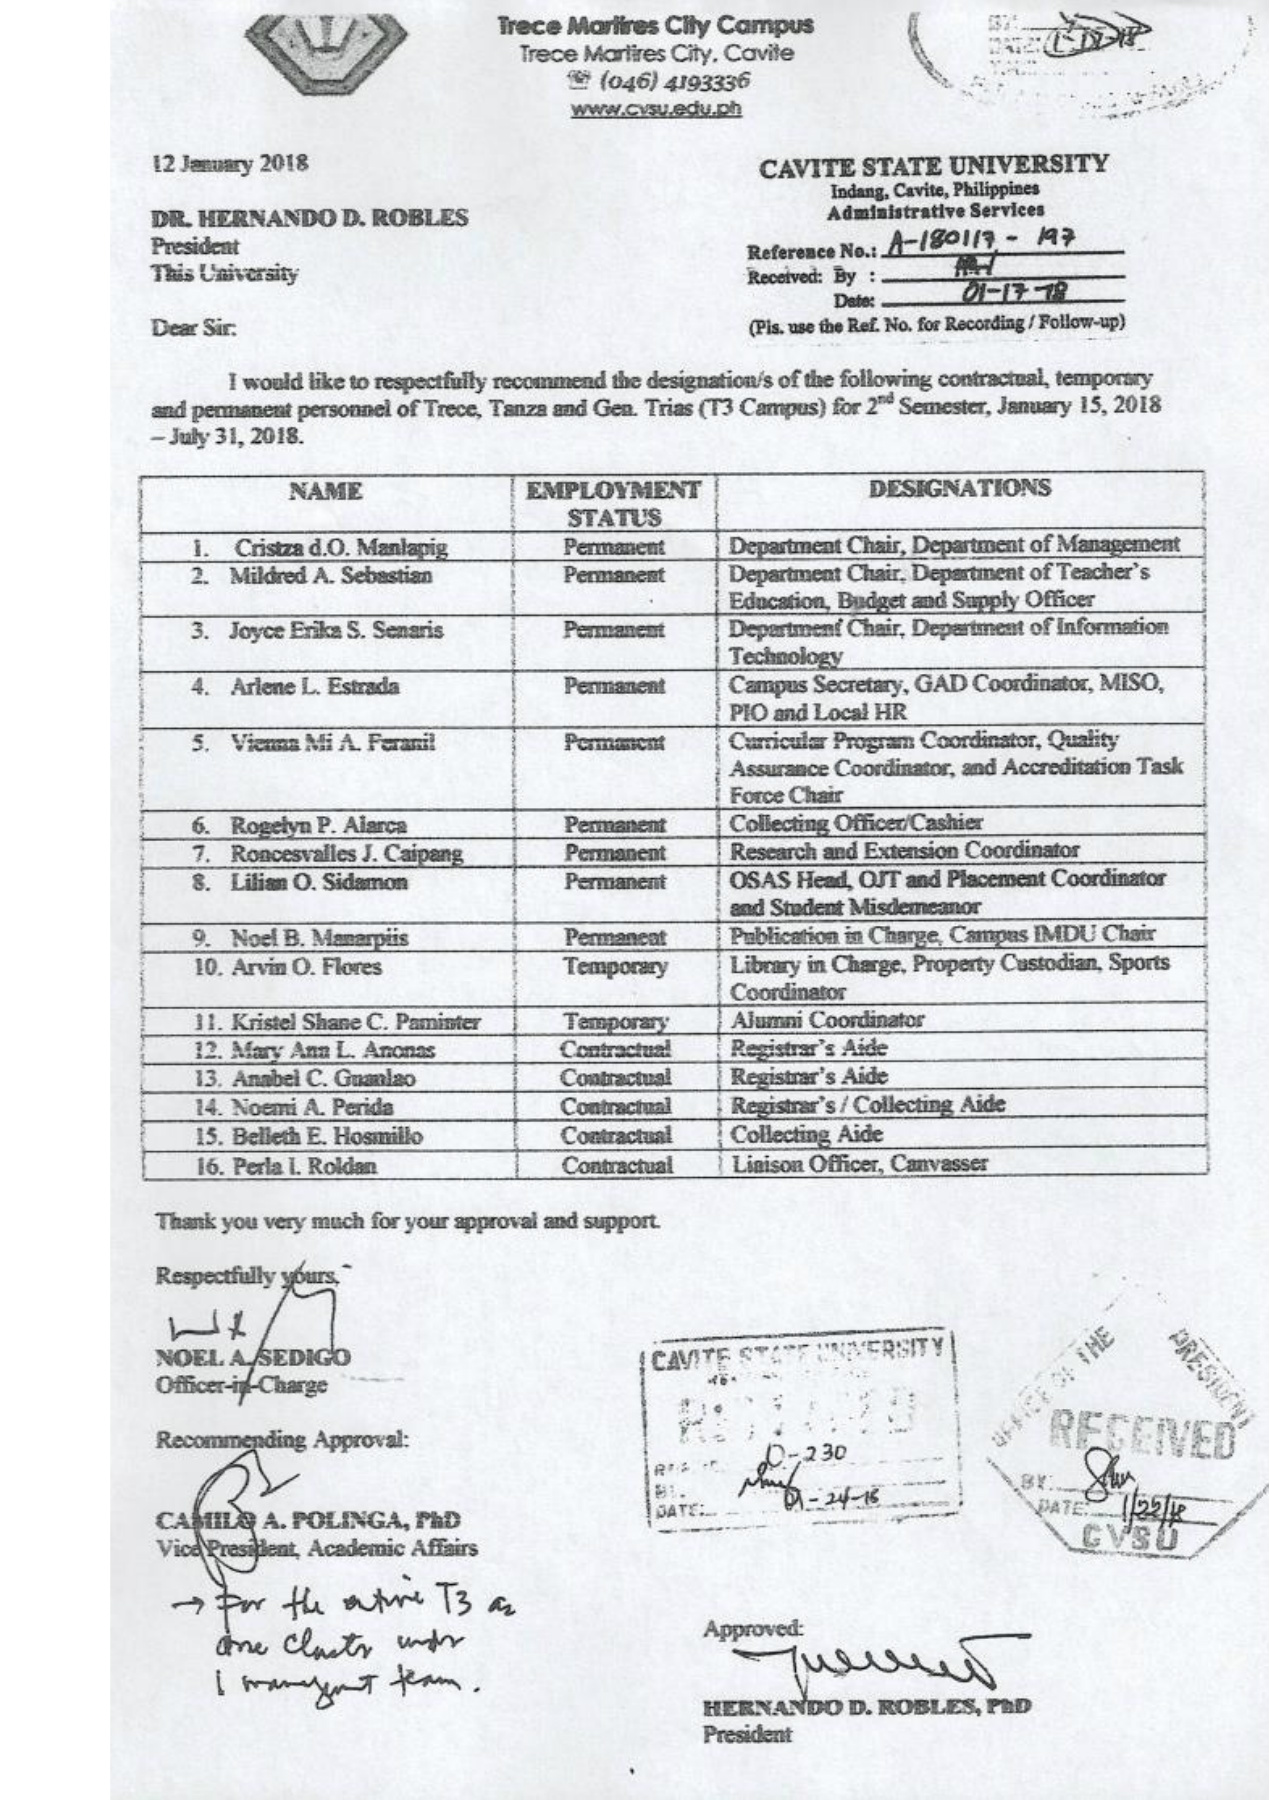 Trece Martires City Campus
Trece Martires City, Cavite
☏ (046) 4193336
www.cvsu.edu.ph
BY:
DATE: 1-18-18
12 January 2018
CAVITE STATE UNIVERSITY
Indang, Cavite, Philippines
Administrative Services
Reference No.: A-180117 - 197
Received: By :
Date: 01-17-18
(Pls. use the Ref. No. for Recording / Follow-up)
DR. HERNANDO D. ROBLES
President
This University
Dear Sir:
I would like to respectfully recommend the designation/s of the following contractual, temporary
and permanent personnel of Trece, Tanza and Gen. Trias (T3 Campus) for 2nd Semester, January 15, 2018
– July 31, 2018.
NAME EMPLOYMENT STATUS DESIGNATIONS
1. Cristza d.O. Manlapig Permanent Department Chair, Department of Management
2. Mildred A. Sebastian Permanent Department Chair, Department of Teacher's
Education, Budget and Supply Officer
3. Joyce Erika S. Senaris Permanent Department Chair, Department of Information
Technology
4. Arlene L. Estrada Permanent Campus Secretary, GAD Coordinator, MISO,
PIO and Local HR
5. Vienna Mi A. Feranil Permanent Curricular Program Coordinator, Quality
Assurance Coordinator, and Accreditation Task
Force Chair
6. Rogelyn P. Alarca Permanent Collecting Officer/Cashier
7. Roncesvalles J. Caipang Permanent Research and Extension Coordinator
8. Lilian O. Sidamon Permanent OSAS Head, OJT and Placement Coordinator
and Student Misdemeanor
9. Noel B. Manarpiis Permanent Publication in Charge, Campus IMDU Chair
10. Arvin O. Flores Temporary Library in Charge, Property Custodian, Sports
Coordinator
11. Kristel Shane C. Paminter Temporary Alumni Coordinator
12. Mary Ann L. Anonas Contractual Registrar's Aide
13. Anabel C. Guanlao Contractual Registrar's Aide
14. Noemi A. Perida Contractual Registrar's / Collecting Aide
15. Belleth E. Hosmillo Contractual Collecting Aide
16. Perla I. Roldan Contractual Liaison Officer, Canvasser
Thank you very much for your approval and support.
Respectfully yours,
NOEL A. SEDIGO
Officer-in-Charge
Recommending Approval:
CAMILO A. POLINGA, PhD
Vice President, Academic Affairs
→ For the entire T3 as
one cluster under
1 management team.
CAVITE STATE UNIVERSITY
0-230
BY:
DATE: 01-24-18
OFFICE OF THE PRESIDENT
RECEIVED
BY:
DATE: 1/22/18
CVSU
Approved:
HERNANDO D. ROBLES, PhD
President